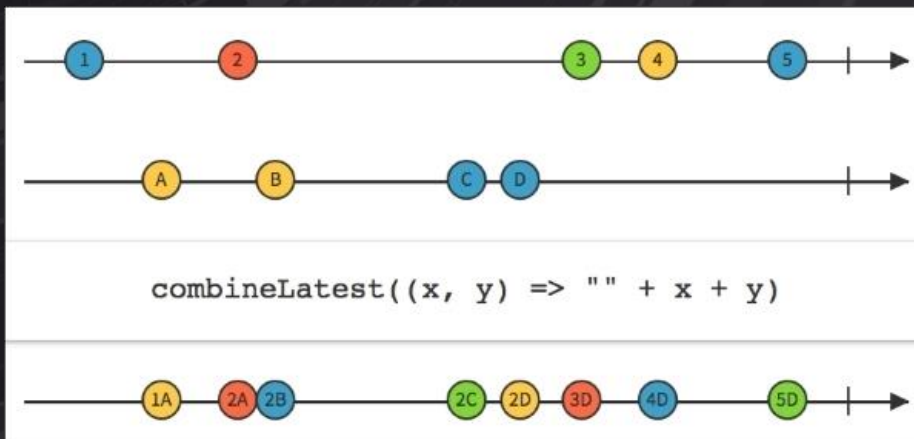 1 2 3 4 5
A B C D
combineLatest((x, y) => "" + x + y)
1A 2A 2B 2C 2D 3D 4D 5D